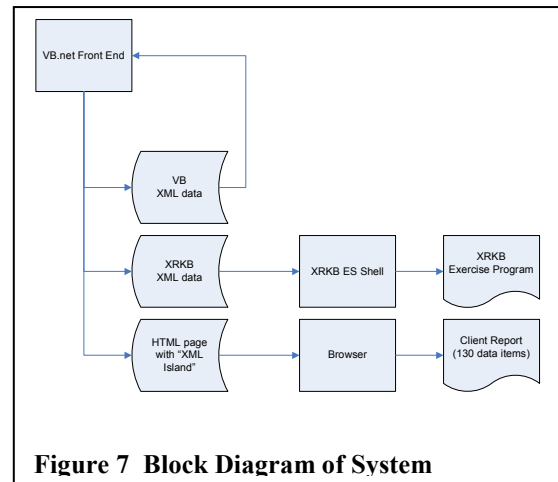 VB.net Front End
VB
XML data
XRKB
XML data
XRKB ES Shell
XRKB
Exercise Program
HTML page
with “XML
Island”
Browser
Client Report
(130 data items)
Figure 7 Block Diagram of System